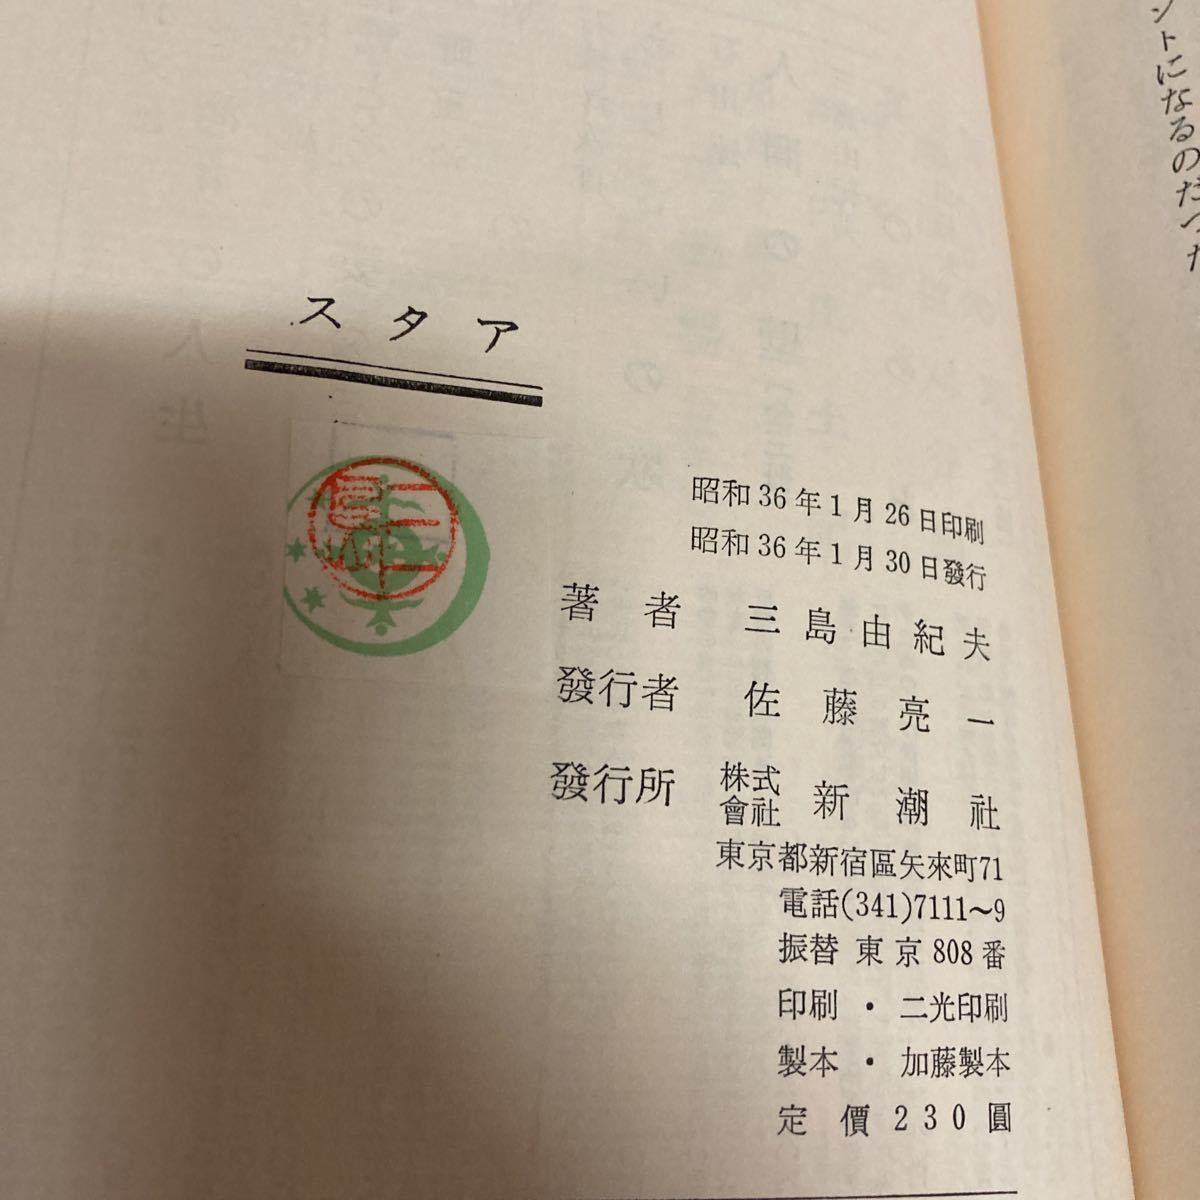 ントになるのだった
スタア
三島
昭和36年1月26日印刷
昭和36年1月30日發行
著者 三島由紀夫
發行者 佐藤亮一
發行所 株式會社 新潮社
東京都新宿區矢來町71
電話(341)7111～9
振替 東京808番
印刷・二光印刷
製本・加藤製本
定價230圓